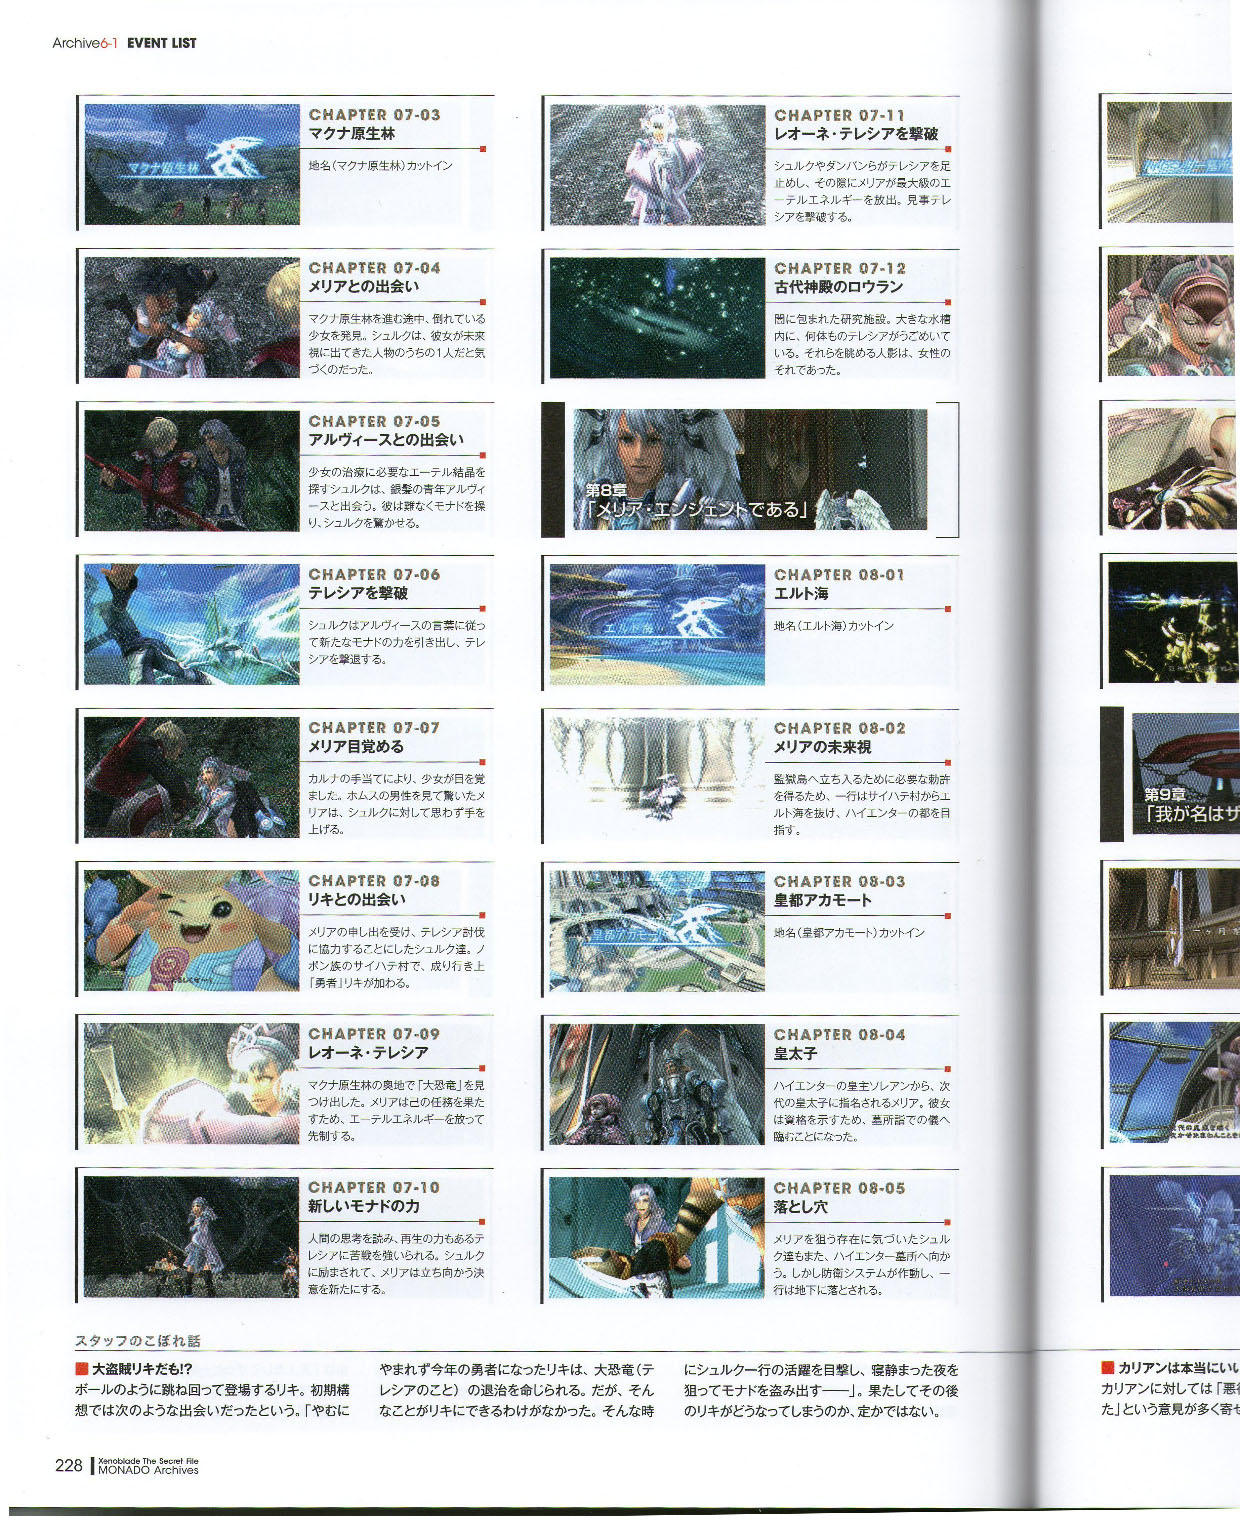 Archive6-1 EVENT LIST
CHAPTER 07-03
マクナ原生林
マクナ原生林
地名（マクナ原生林）カットイン
CHAPTER 07-04
メリアとの出会い
マクナ原生林を進む途中、倒れている
少女を発見。シュルクは、彼女が未来
視に出てきた人物のうちの1人だと気
づくのだった。
CHAPTER 07-05
アルヴィースとの出会い
少女の治療に必要なエーテル結晶を
探すシュルクは、銀髪の青年アルヴィ
ースと出会う。彼は難なくモナドを操
り、シュルクを驚かせる。
CHAPTER 07-06
テレシアを撃破
シュルクはアルヴィースの言葉に従っ
て新たなモナドの力を引き出し、テレ
シアを撃退する。
CHAPTER 07-07
メリア目覚める
カルナの手当てにより、少女が目を覚
ました。ホムスの男性を見て驚いたメ
リアは、シュルクに対して思わず手を
上げる。
CHAPTER 07-08
リキとの出会い
メリアの申し出を受け、テレシア討伐
に協力することにしたシュルク達。ノ
ポン族のサイハテ村で、成り行き上
「勇者」リキが加わる。
CHAPTER 07-09
レオーネ・テレシア
マクナ原生林の奥地で「大恐竜」を見
つけ出した。メリアは己の任務を果た
すため、エーテルエネルギーを放って
先制する。
CHAPTER 07-10
新しいモナドの力
人間の思考を読み、再生の力もあるテ
レシアに苦戦を強いられる。シュルク
に励まされて、メリアは立ち向かう決
意を新たにする。
CHAPTER 07-11
レオーネ・テレシアを撃破
シュルクやダンバンらがテレシアを足
止めし、その隙にメリアが最大級のエ
ーテルエネルギーを放出。見事テレ
シアを撃破する。
CHAPTER 07-12
古代神殿のロウラン
闇に包まれた研究施設。大きな水槽
内に、何体ものテレシアがうごめいて
いる。それらを眺める人影は、女性の
それであった。
第8章
「メリア・エンシェントである」
CHAPTER 08-01
エルト海
エルト海
地名（エルト海）カットイン
CHAPTER 08-02
メリアの未来視
監獄島へ立ち入るために必要な勅許
を得るため、一行はサイハテ村からエ
ルト海を抜け、ハイエンターの都を目
指す。
CHAPTER 08-03
皇都アカモート
皇都アカモート
地名（皇都アカモート）カットイン
CHAPTER 08-04
皇太子
ハイエンターの皇主ソレアンから、次
代の皇太子に指名されるメリア。彼女
は資格を示すため、墓所詣での儀へ
臨むことになった。
CHAPTER 08-05
落とし穴
メリアを狙う存在に気づいたシュル
ク達もまた、ハイエンター墓所へ向か
う。しかし防衛システムが作動し、一
行は地下に落とされる。
第9章
「我が名はザ
スタッフのこぼれ話
■大盗賊リキだも!?
ボールのように跳ね回って登場するリキ。初期構
想では次のような出会いだったという。「やむに
やまれず今年の勇者になったリキは、大恐竜（テ
レシアのこと）の退治を命じられる。だが、そん
なことがリキにできるわけがなかった。そんな時
にシュルク一行の活躍を目撃し、寝静まった夜を
狙ってモナドを盗み出す――」。果たしてその後
のリキがどうなってしまうのか、定かではない。
■カリアンは本当にいい
カリアンに対しては「悪役
た」という意見が多く寄せ
228
Xenoblade The Secret File
MONADO Archives